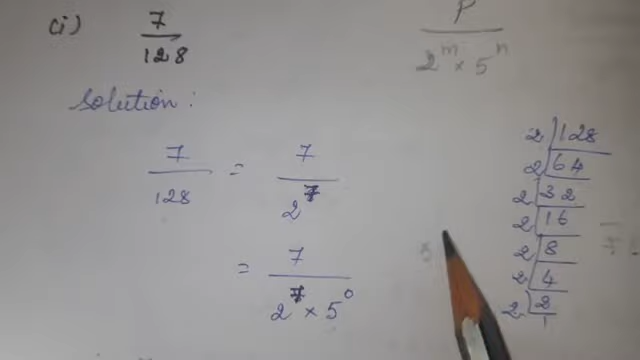 (i) 7/128
P/2^m × 5^n
Solution :
7/128 = 7/2^7
= 7/2^7 × 5^0
2 | 128
2 | 64
2 | 32
2 | 16
2 | 8
2 | 4
2 | 2
1